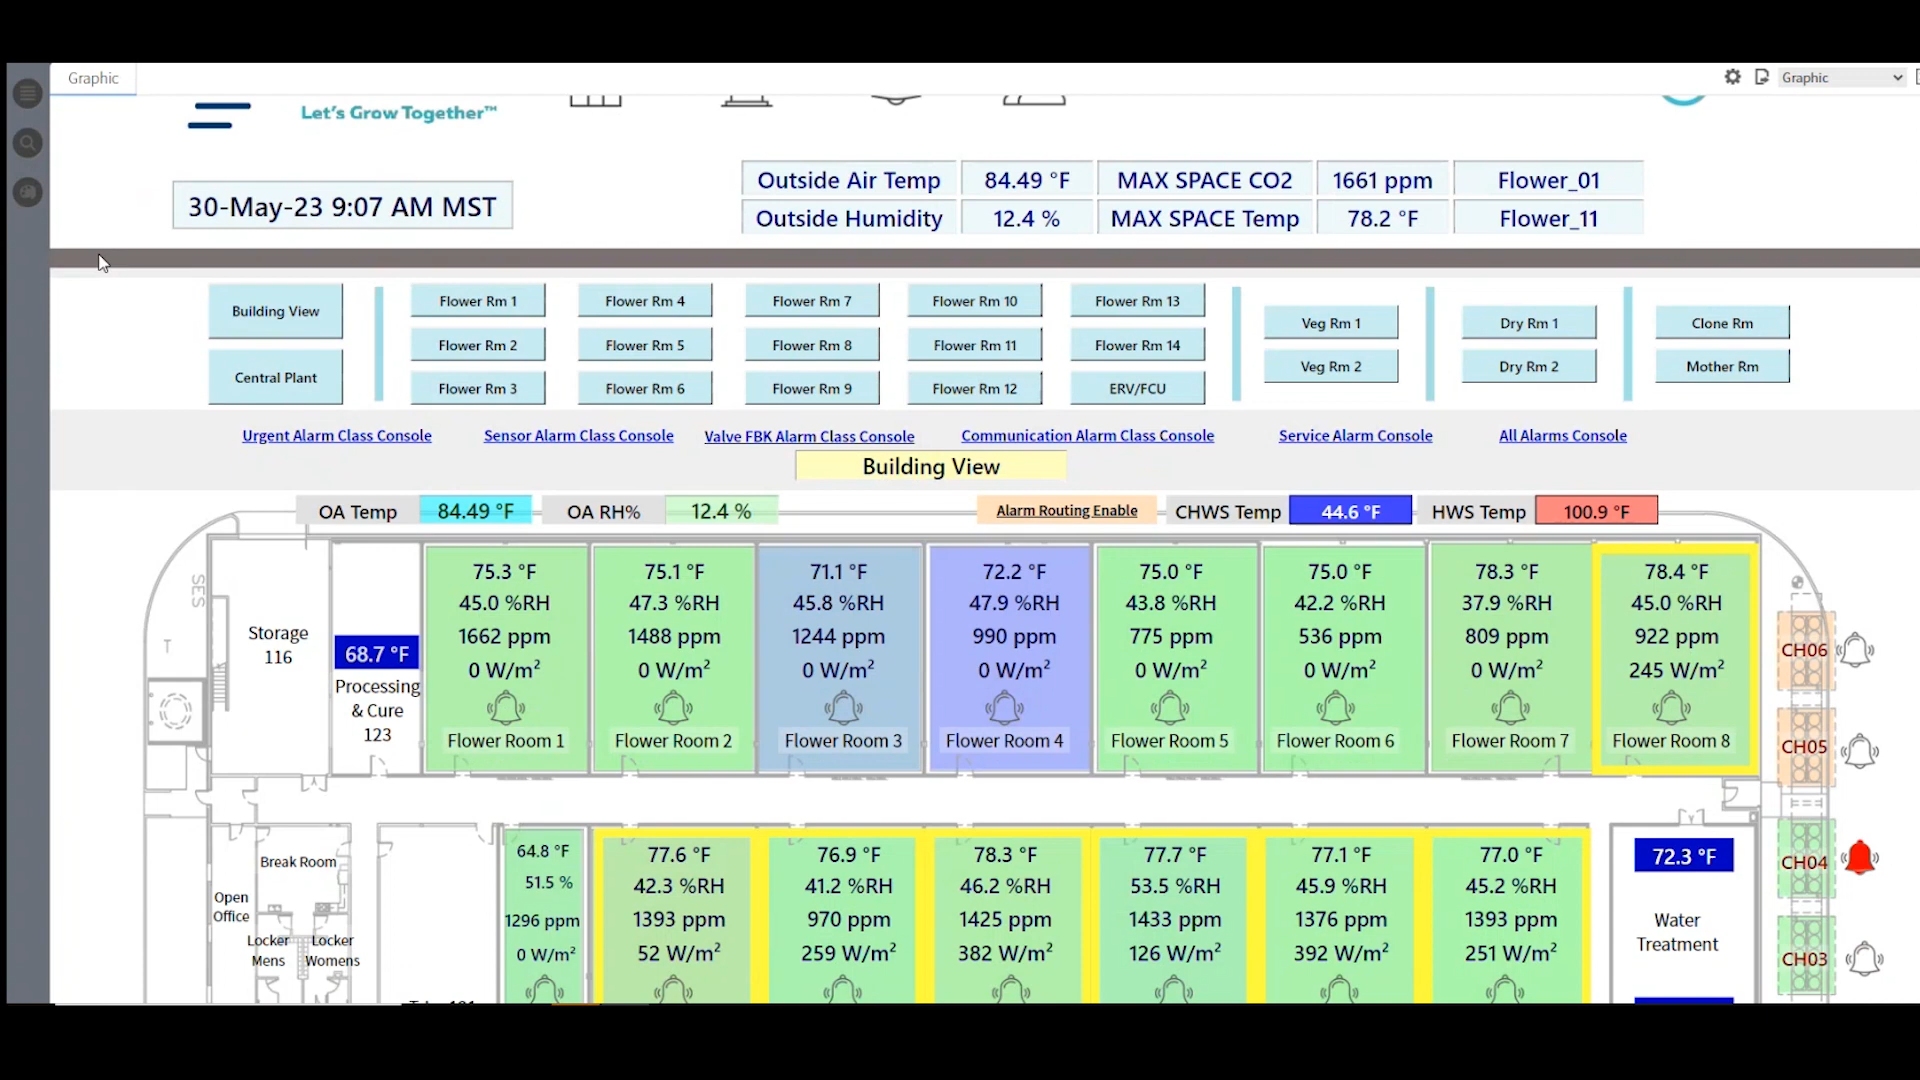 Graphic
Graphic
Let's Grow Together™
30-May-23 9:07 AM MST
Outside Air Temp 84.49 °F MAX SPACE CO2 1661 ppm Flower_01
Outside Humidity 12.4 % MAX SPACE Temp 78.2 °F Flower_11
Building View
Central Plant
Flower Rm 1 Flower Rm 4 Flower Rm 7 Flower Rm 10 Flower Rm 13
Flower Rm 2 Flower Rm 5 Flower Rm 8 Flower Rm 11 Flower Rm 14
Flower Rm 3 Flower Rm 6 Flower Rm 9 Flower Rm 12 ERV/FCU
Veg Rm 1 Dry Rm 1 Clone Rm
Veg Rm 2 Dry Rm 2 Mother Rm
Urgent Alarm Class Console Sensor Alarm Class Console Valve FBK Alarm Class Console Communication Alarm Class Console Service Alarm Console All Alarms Console
Building View
OA Temp 84.49 °F OA RH% 12.4 % Alarm Routing Enable CHWS Temp 44.6 °F HWS Temp 100.9 °F
SES
T
Storage
116
68.7 °F
Processing
& Cure
123
75.3 °F
45.0 %RH
1662 ppm
0 W/m²
Flower Room 1
75.1 °F
47.3 %RH
1488 ppm
0 W/m²
Flower Room 2
71.1 °F
45.8 %RH
1244 ppm
0 W/m²
Flower Room 3
72.2 °F
47.9 %RH
990 ppm
0 W/m²
Flower Room 4
75.0 °F
43.8 %RH
775 ppm
0 W/m²
Flower Room 5
75.0 °F
42.2 %RH
536 ppm
0 W/m²
Flower Room 6
78.3 °F
37.9 %RH
809 ppm
0 W/m²
Flower Room 7
78.4 °F
45.0 %RH
922 ppm
245 W/m²
Flower Room 8
CH06
CH05
CH04
CH03
Break Room
Open
Office
Locker
Mens
Locker
Womens
64.8 °F
51.5 %
1296 ppm
0 W/m²
77.6 °F
42.3 %RH
1393 ppm
52 W/m²
76.9 °F
41.2 %RH
970 ppm
259 W/m²
78.3 °F
46.2 %RH
1425 ppm
382 W/m²
77.7 °F
53.5 %RH
1433 ppm
126 W/m²
77.1 °F
45.9 %RH
1376 ppm
392 W/m²
77.0 °F
45.2 %RH
1393 ppm
251 W/m²
72.3 °F
Water
Treatment